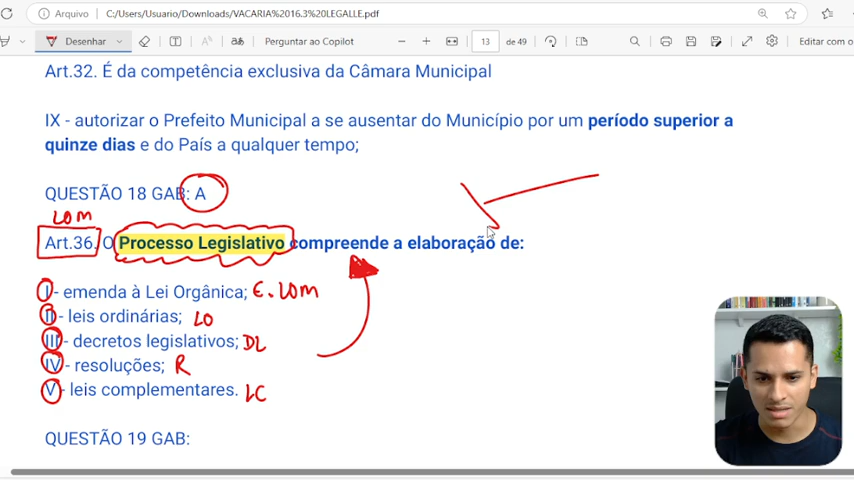 Arquivo C:/Users/Usuario/Downloads/VACARIA%2016.3%20LEGALLE.pdf
Desenhar Perguntar ao Copilot 13 de 49 Editar com o
Art.32. É da competência exclusiva da Câmara Municipal
IX - autorizar o Prefeito Municipal a se ausentar do Município por um período superior a
quinze dias e do País a qualquer tempo;
QUESTÃO 18 GAB: A
LOM
Art.36. O Processo Legislativo compreende a elaboração de:
I - emenda à Lei Orgânica; E. LOM
II - leis ordinárias; LO
III - decretos legislativos; DL
IV - resoluções; R
V - leis complementares. LC
QUESTÃO 19 GAB: